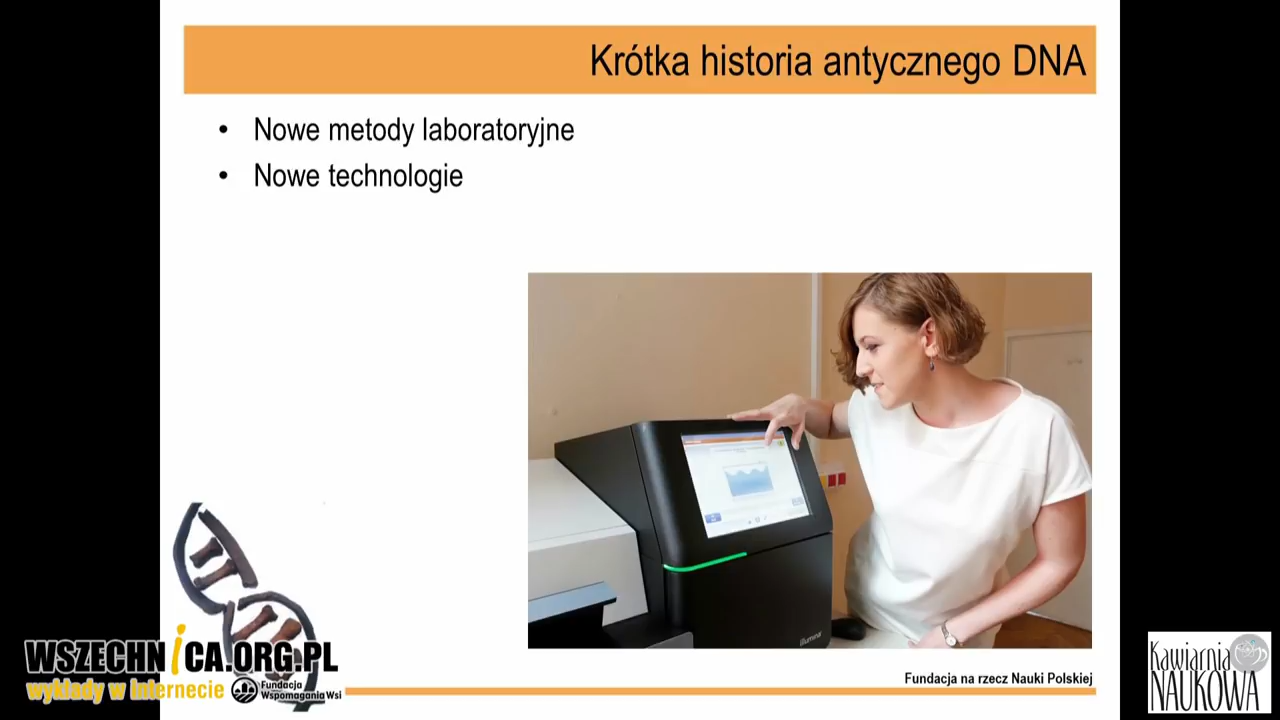 Krótka historia antycznego DNA
• Nowe metody laboratoryjne
• Nowe technologie
illumina
Fundacja na rzecz Nauki Polskiej
WSZECHNiCA.ORG.PL
wykłady w Internecie
Fundacja
Wspomagania Wsi
Kawiarnia
NAUKOWA